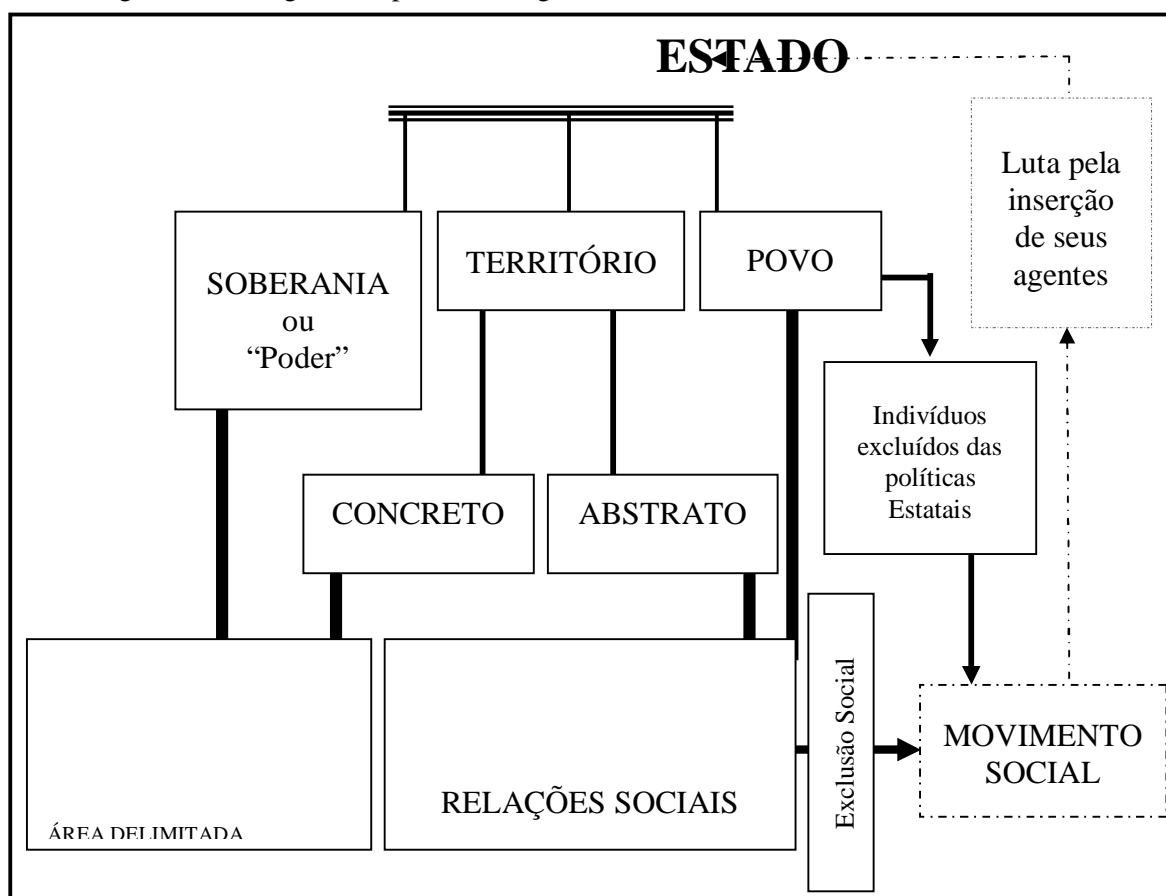 ESTADO
Luta pela
inserção
de seus
agentes
SOBERANIA
ou
“Poder”
TERRITÓRIO
POVO
Indivíduos
excluídos das
políticas
Estatais
CONCRETO
ABSTRATO
ÁREA DELIMITADA
RELAÇÕES SOCIAIS
Exclusão Social
MOVIMENTO
SOCIAL